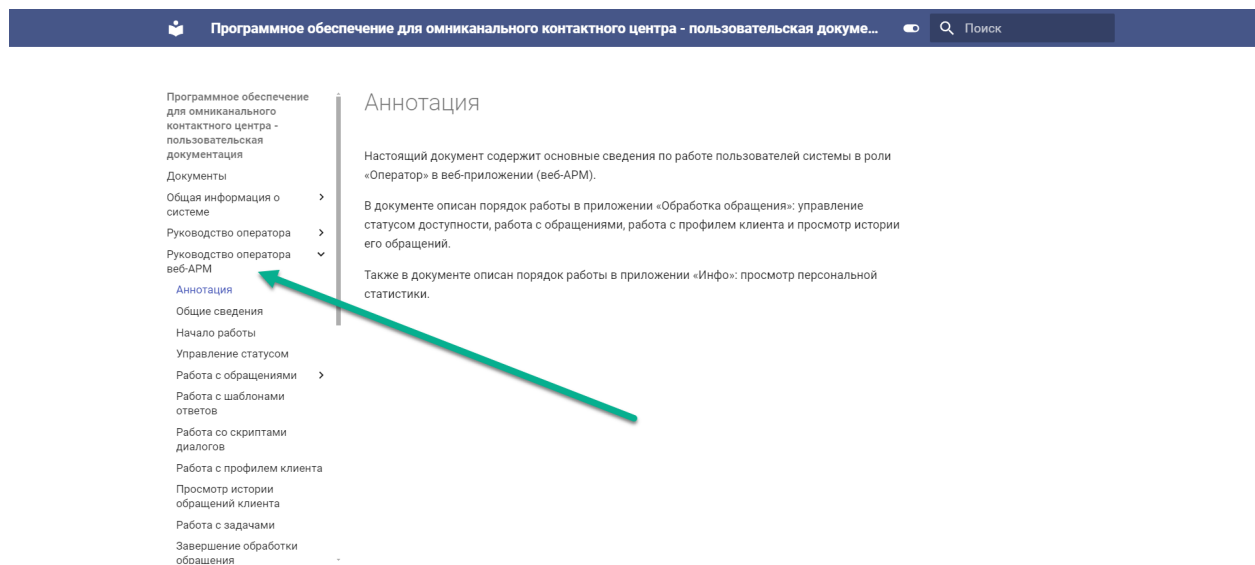 Программное обеспечение для омниканального контактного центра - пользовательская докуме...
Поиск
Программное обеспечение
для омниканального
контактного центра -
пользовательская
документация
Документы
Общая информация о
системе
Руководство оператора
Руководство оператора
веб-АРМ
Аннотация
Общие сведения
Начало работы
Управление статусом
Работа с обращениями
Работа с шаблонами
ответов
Работа со скриптами
диалогов
Работа с профилем клиента
Просмотр истории
обращений клиента
Работа с задачами
Завершение обработки
обращения
Аннотация
Настоящий документ содержит основные сведения по работе пользователей системы в роли
«Оператор» в веб-приложении (веб-АРМ).
В документе описан порядок работы в приложении «Обработка обращения»: управление
статусом доступности, работа с обращениями, работа с профилем клиента и просмотр истории
его обращений.
Также в документе описан порядок работы в приложении «Инфо»: просмотр персональной
статистики.